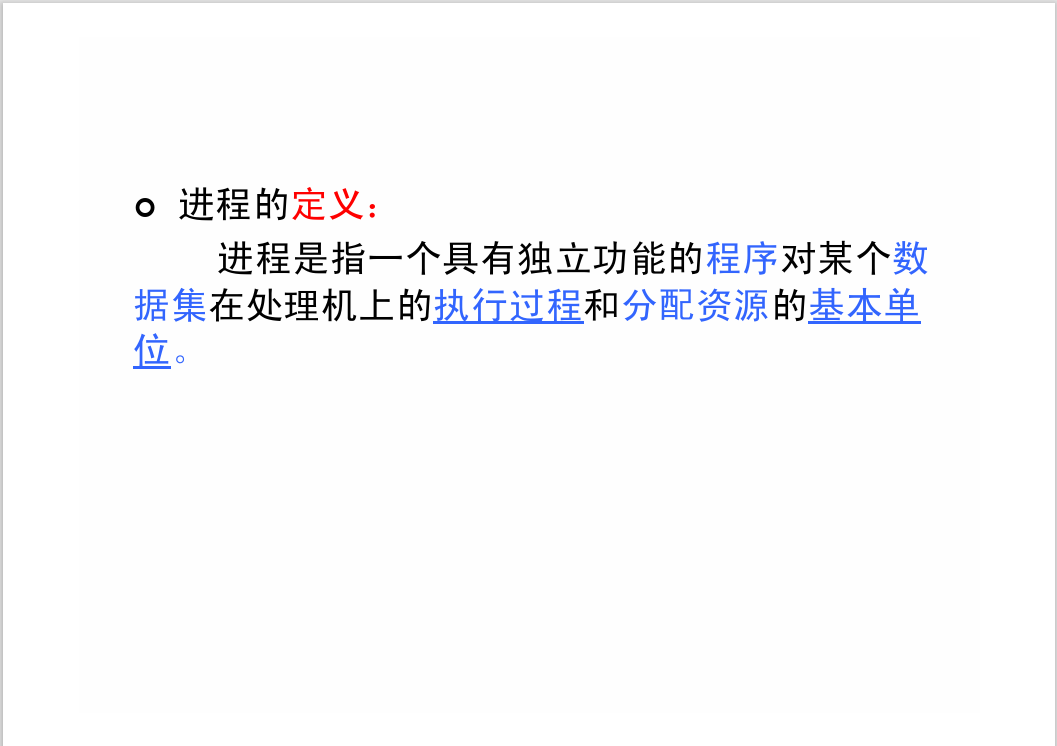 进程的定义：
进程是指一个具有独立功能的程序对某个数
据集在处理机上的执行过程和分配资源的基本单
位。